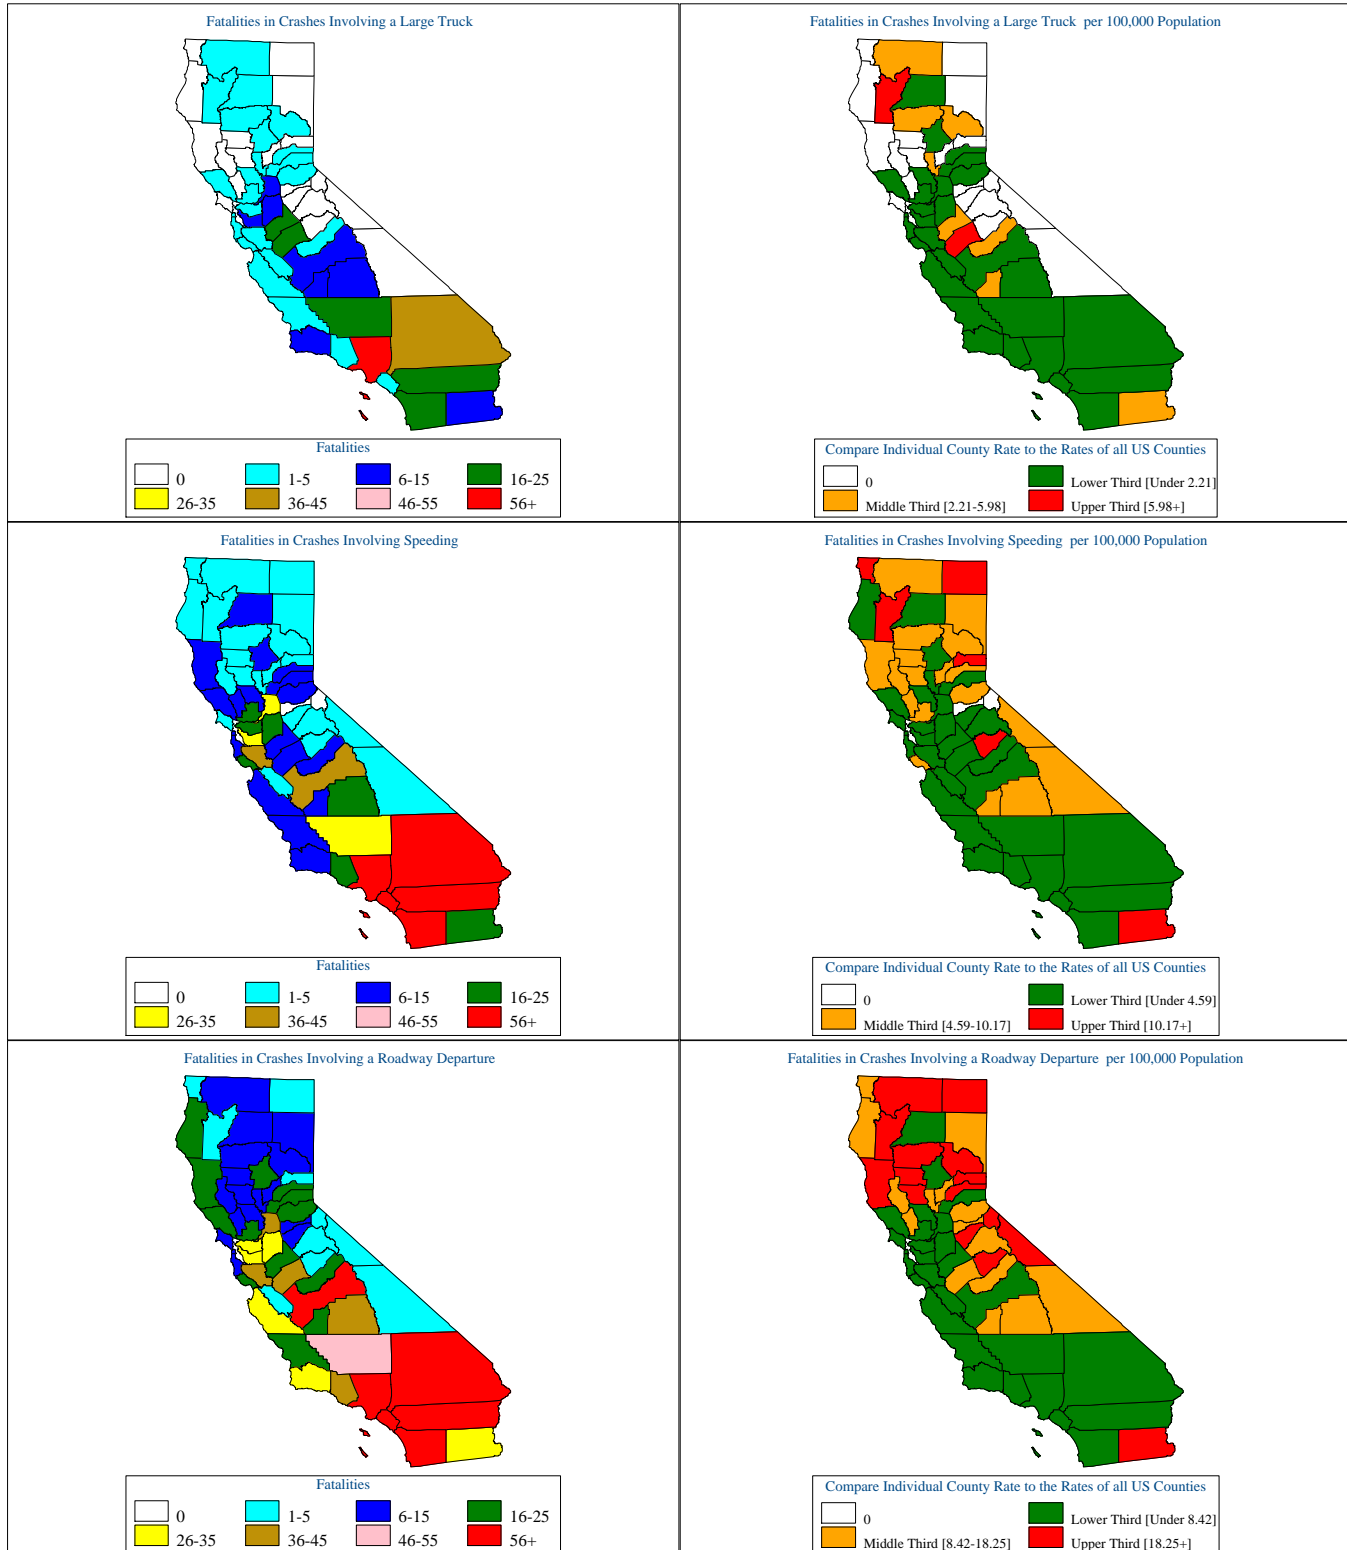 Fatalities in Crashes Involving a Large Truck
Fatalities
0 1-5 6-15 16-25
26-35 36-45 46-55 56+
Fatalities in Crashes Involving a Large Truck per 100,000 Population
Compare Individual County Rate to the Rates of all US Counties
0 Lower Third [Under 2.21]
Middle Third [2.21-5.98] Upper Third [5.98+]
Fatalities in Crashes Involving Speeding
Fatalities
0 1-5 6-15 16-25
26-35 36-45 46-55 56+
Fatalities in Crashes Involving Speeding per 100,000 Population
Compare Individual County Rate to the Rates of all US Counties
0 Lower Third [Under 4.59]
Middle Third [4.59-10.17] Upper Third [10.17+]
Fatalities in Crashes Involving a Roadway Departure
Fatalities
0 1-5 6-15 16-25
26-35 36-45 46-55 56+
Fatalities in Crashes Involving a Roadway Departure per 100,000 Population
Compare Individual County Rate to the Rates of all US Counties
0 Lower Third [Under 8.42]
Middle Third [8.42-18.25] Upper Third [18.25+]